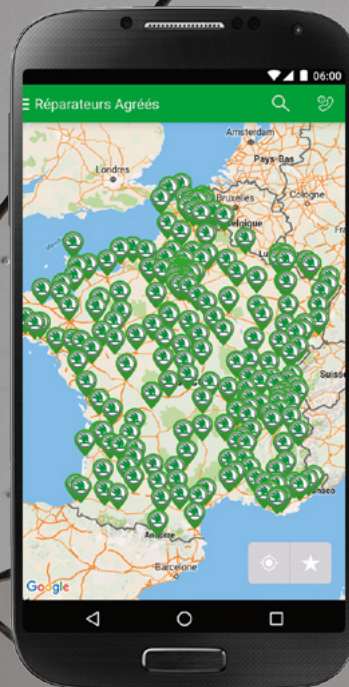 06:00
Réparateurs Agréés
Amsterdam
Londres
Pays-Bas
Cologne
Bruxelles
Suisse
Andorre
Barcelone
Google